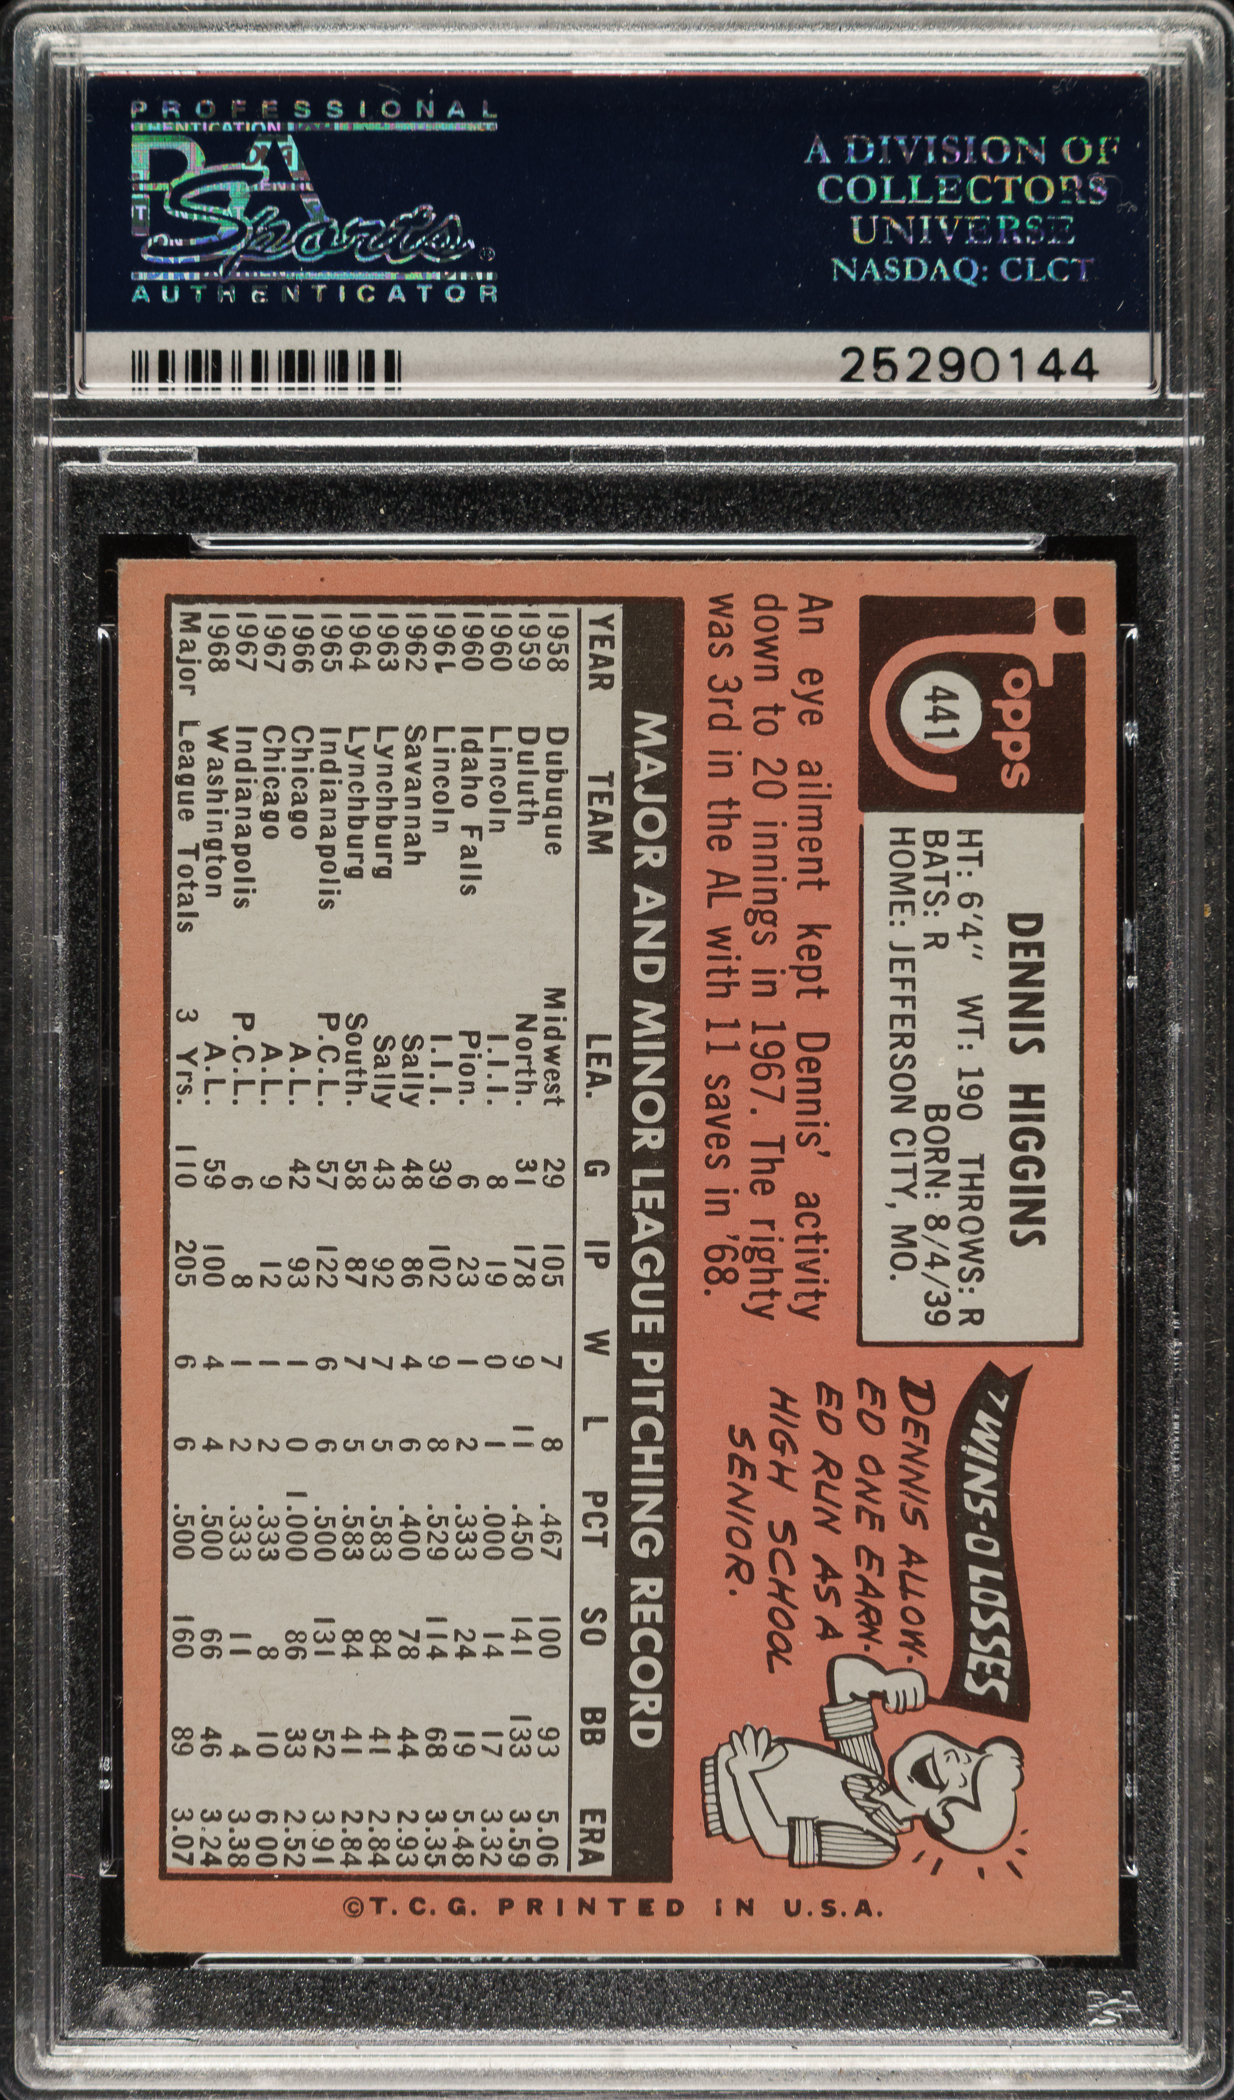 PROFESSIONAL
PSA
Sports®
AUTHENTICATOR
A DIVISION OF
COLLECTORS
UNIVERSE
NASDAQ: CLCT
25290144
Topps
441
DENNIS HIGGINS
HT: 6'4" WT: 190 THROWS: R
BATS: R BORN: 8/4/39
HOME: JEFFERSON CITY, MO.
An eye ailment kept Dennis' activity
down to 20 innings in 1967. The righty
was 3rd in the AL with 11 saves in '68.
WINS-O LOSSES
DENNIS ALLOW-
ED ONE EARN-
ED RUN AS A
HIGH SCHOOL
SENIOR.
MAJOR AND MINOR LEAGUE PITCHING RECORD
YEAR TEAM LEA. G IP W L PCT SO BB ERA
1958 Dubuque Midwest 29 105 7 8 .467 100 93 5.06
1959 Duluth North. 31 178 9 11 .450 141 133 3.59
1960 Lincoln I.I.I. 8 19 0 1 .000 14 17 3.32
1960 Idaho Falls Pion. 6 23 1 2 .333 24 19 5.48
1961 Lincoln I.I.I. 39 102 9 8 .529 114 68 3.35
1962 Savannah Sally 48 86 4 6 .400 78 44 2.93
1963 Lynchburg Sally 43 92 7 5 .583 84 41 2.84
1964 Lynchburg South. 58 87 7 5 .583 84 41 2.84
1965 Indianapolis P.C.L. 57 122 6 6 .500 131 52 3.91
1966 Chicago A.L. 42 93 1 0 1.000 86 33 2.52
1967 Chicago A.L. 9 12 1 2 .333 8 10 6.00
1967 Indianapolis P.C.L. 6 8 1 2 .333 11 4 3.38
1968 Washington A.L. 59 100 4 4 .500 66 46 3.24
Major League Totals 3 Yrs. 110 205 6 6 .500 160 89 3.07
©T.C.G. PRINTED IN U.S.A.